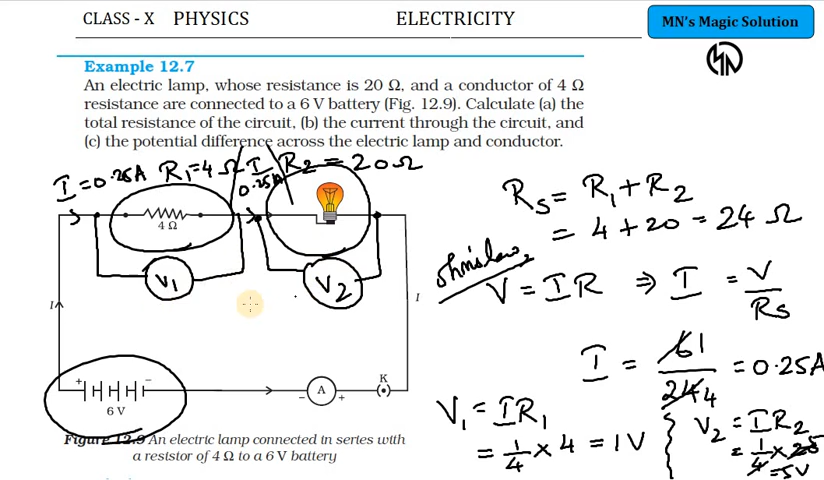 CLASS - X PHYSICS ELECTRICITY
MN's Magic Solution
MN
Example 12.7
An electric lamp, whose resistance is 20 Ω, and a conductor of 4 Ω
resistance are connected to a 6 V battery (Fig. 12.9). Calculate (a) the
total resistance of the circuit, (b) the current through the circuit, and
(c) the potential difference across the electric lamp and conductor.
I = 0.25A R₁=4 Ω I R₂ = 20Ω
0.25A
4 Ω
V₁
V₂
I
I
+ −
6 V
− A +
K
Figure 12.9 An electric lamp connected in series with
a resistor of 4 Ω to a 6 V battery
Rs = R₁ + R₂
= 4 + 20 = 24 Ω
Ohm's law
V = IR ⇒ I = V/Rs
I = 61/244 = 0.25A
V₁ = IR₁
= 1/4 × 4 = 1V
V₂ = IR₂
= 1/4 × 20 5
= 5V